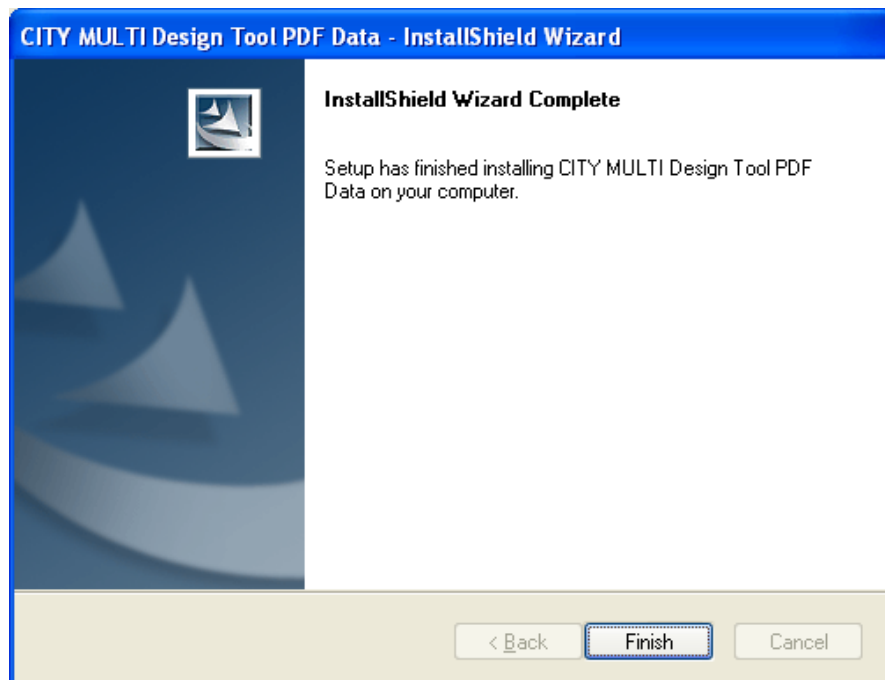 CITY MULTI Design Tool PDF Data - InstallShield Wizard
InstallShield Wizard Complete
Setup has finished installing CITY MULTI Design Tool PDF
Data on your computer.
< Back
Finish
Cancel